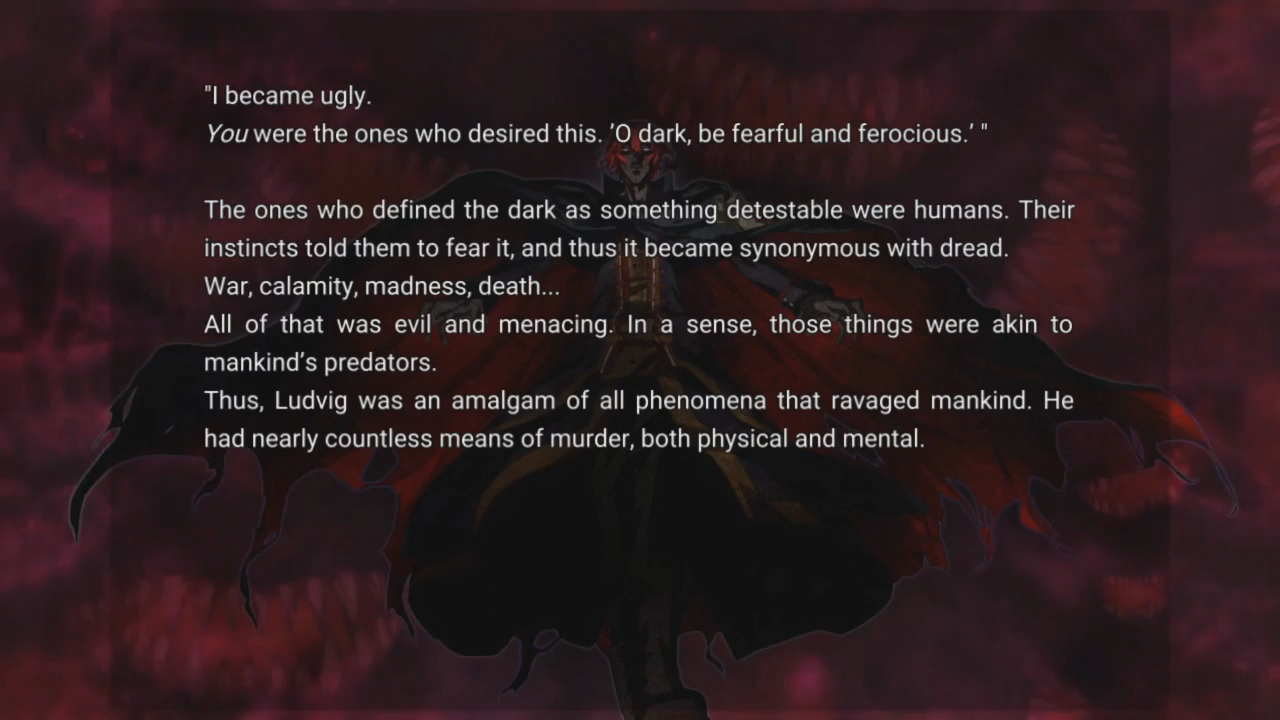 "I became ugly.
You were the ones who desired this. 'O dark, be fearful and ferocious.' "
The ones who defined the dark as something detestable were humans. Their
instincts told them to fear it, and thus it became synonymous with dread.
War, calamity, madness, death...
All of that was evil and menacing. In a sense, those things were akin to
mankind's predators.
Thus, Ludvig was an amalgam of all phenomena that ravaged mankind. He
had nearly countless means of murder, both physical and mental.